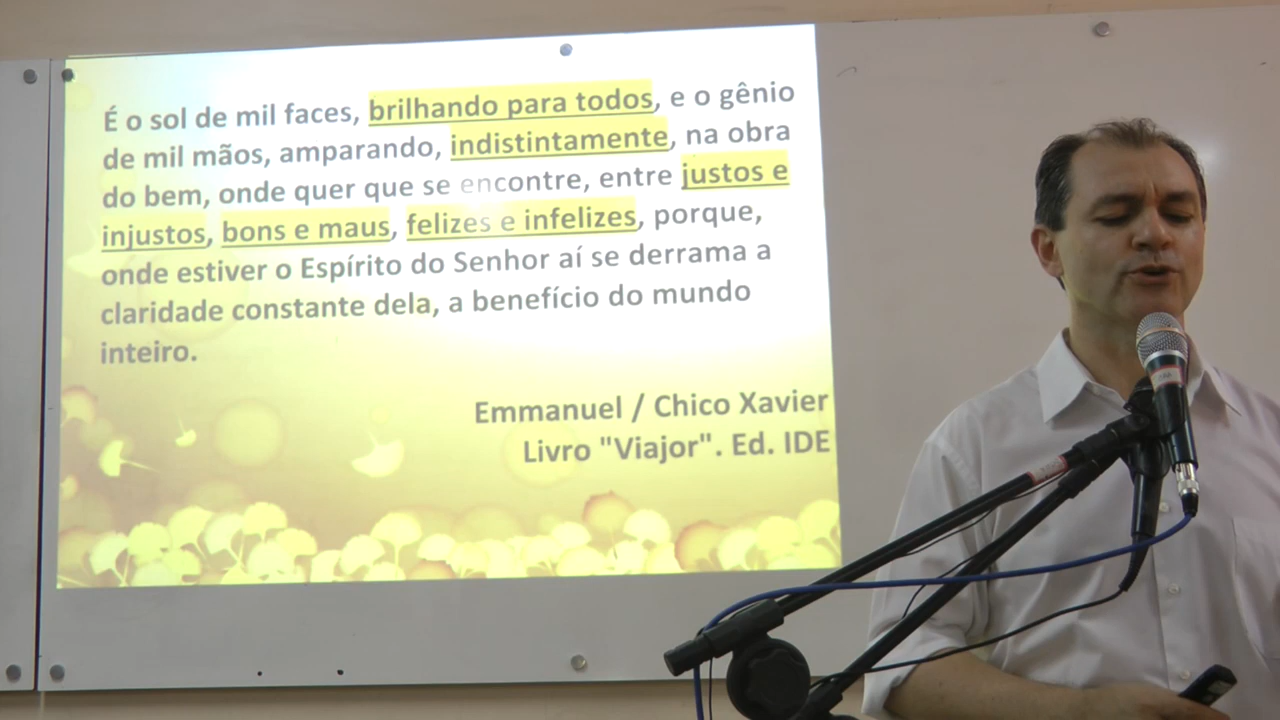 É o sol de mil faces, brilhando para todos, e o gênio
de mil mãos, amparando, indistintamente, na obra
do bem, onde quer que se encontre, entre justos e
injustos, bons e maus, felizes e infelizes, porque,
onde estiver o Espírito do Senhor aí se derrama a
claridade constante dela, a benefício do mundo
inteiro.
Emmanuel / Chico Xavier
Livro "Viajor". Ed. IDE